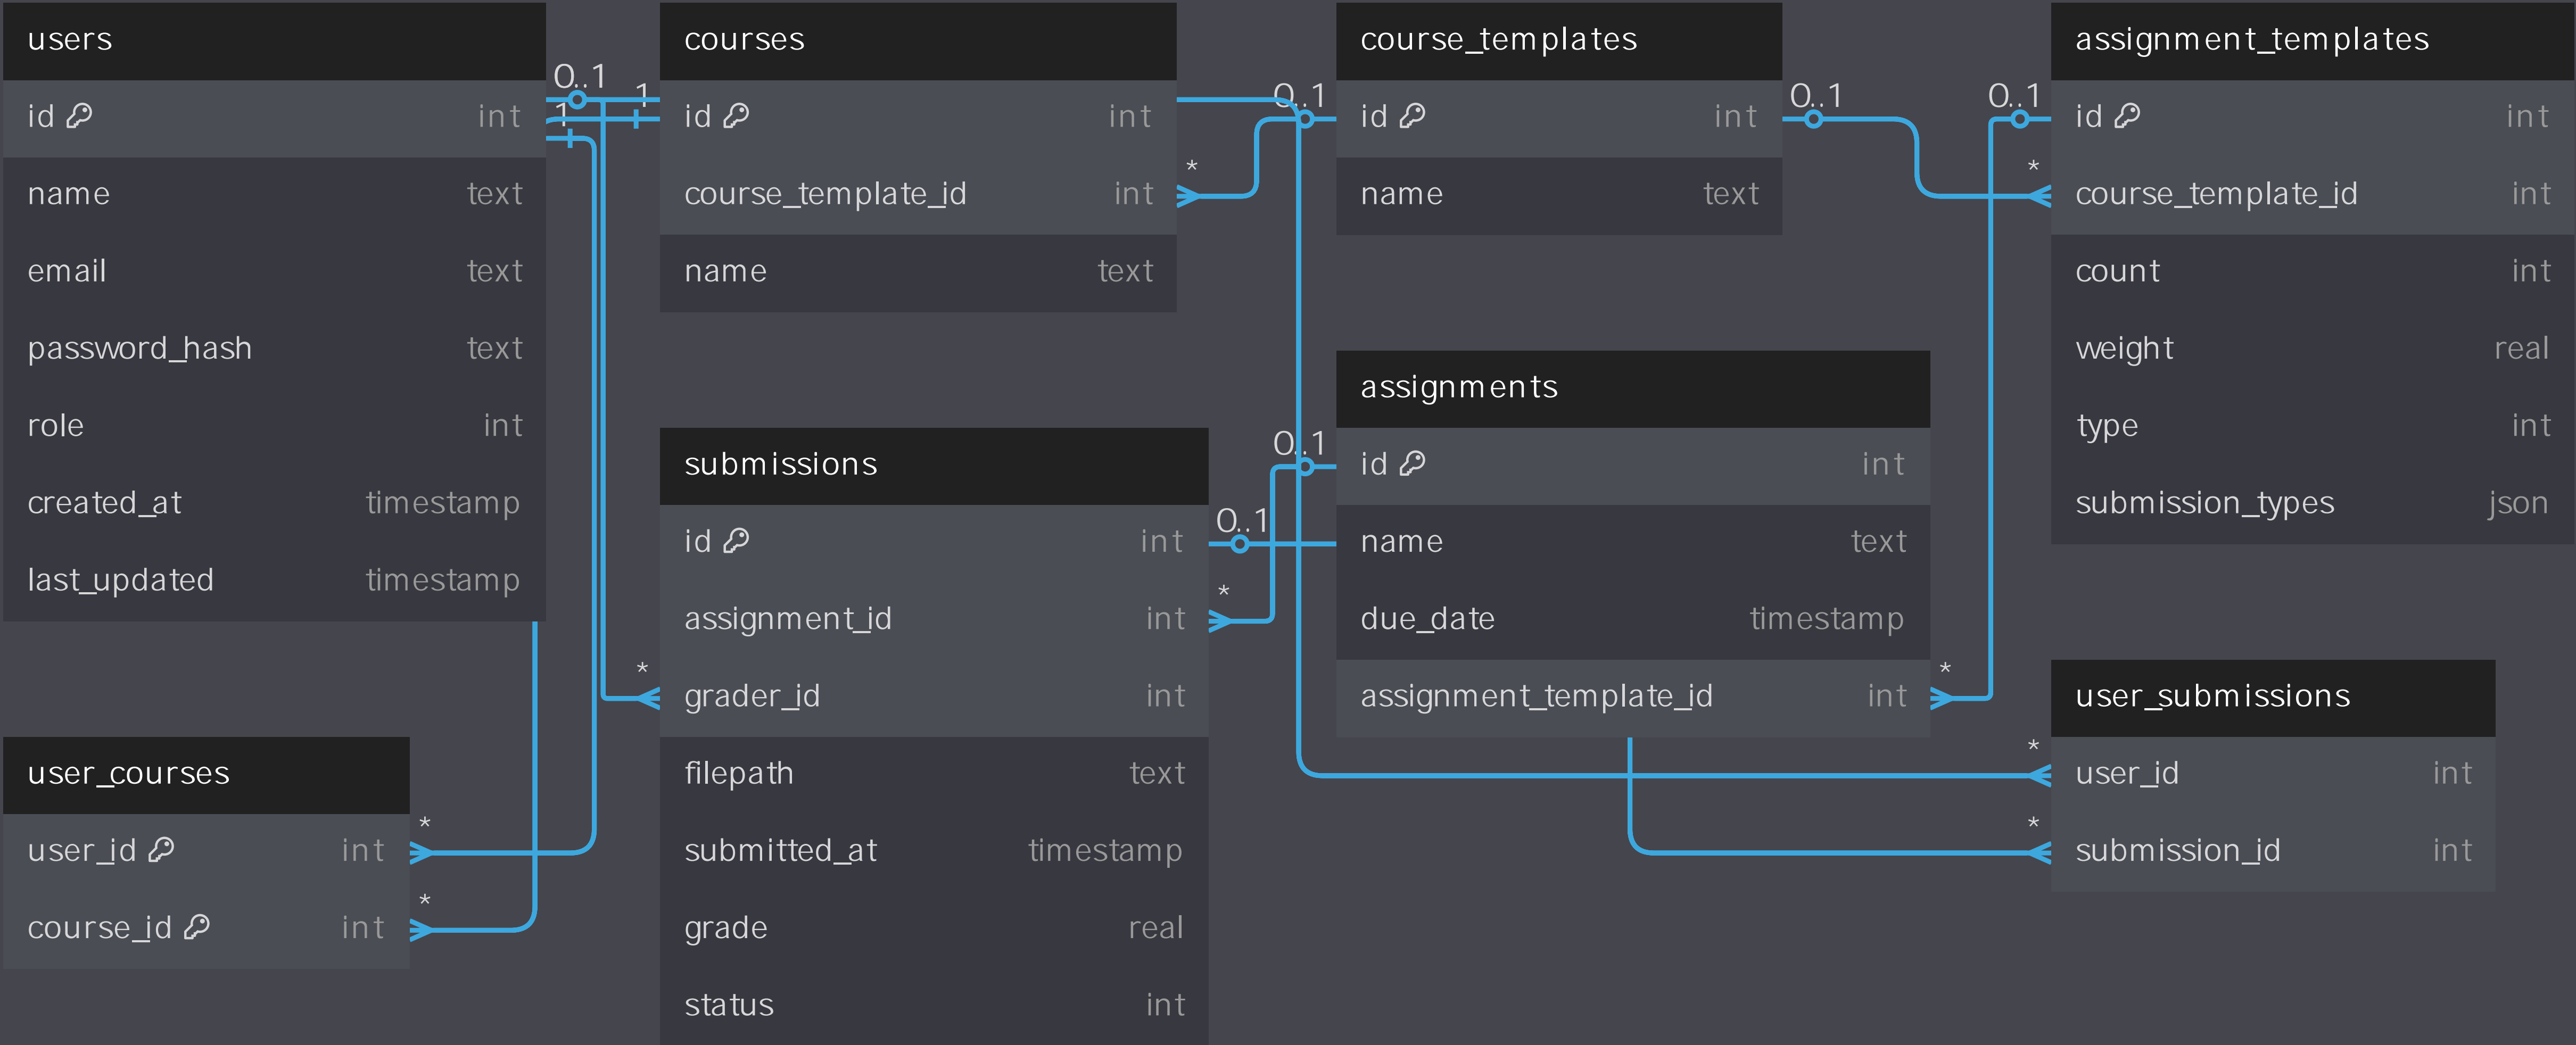 users
id int
name text
email text
password_hash text
role int
created_at timestamp
last_updated timestamp
0..1
1
1
courses
id int
course_template_id int
name text
*
0..1
course_templates
id int
name text
0..1
0..1
*
assignment_templates
id int
course_template_id int
count int
weight real
type int
submission_types json
submissions
id int
assignment_id int
grader_id int
filepath text
submitted_at timestamp
grade real
status int
*
0..1
*
0..1
assignments
id int
name text
due_date timestamp
assignment_template_id int
*
user_courses
user_id int
course_id int
*
*
user_submissions
user_id int
submission_id int
*
*